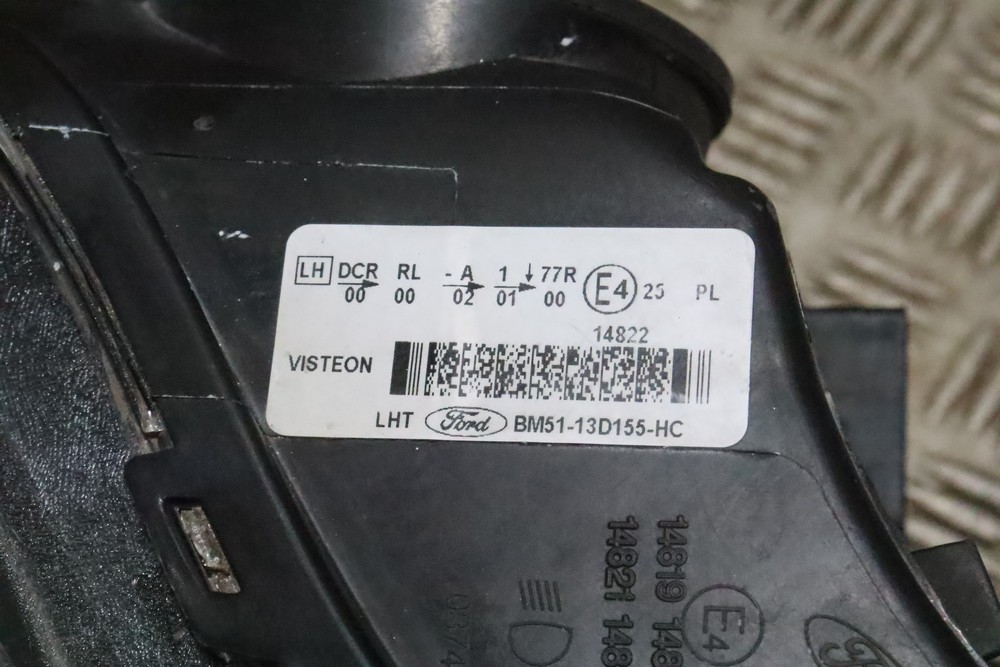 LH DCR RL - A 1 ↓ 77R E4 25 PL
00 00 02 01 00
14822
VISTEON
LHT Ford BM51-13D155-HC
14819
14821
E4